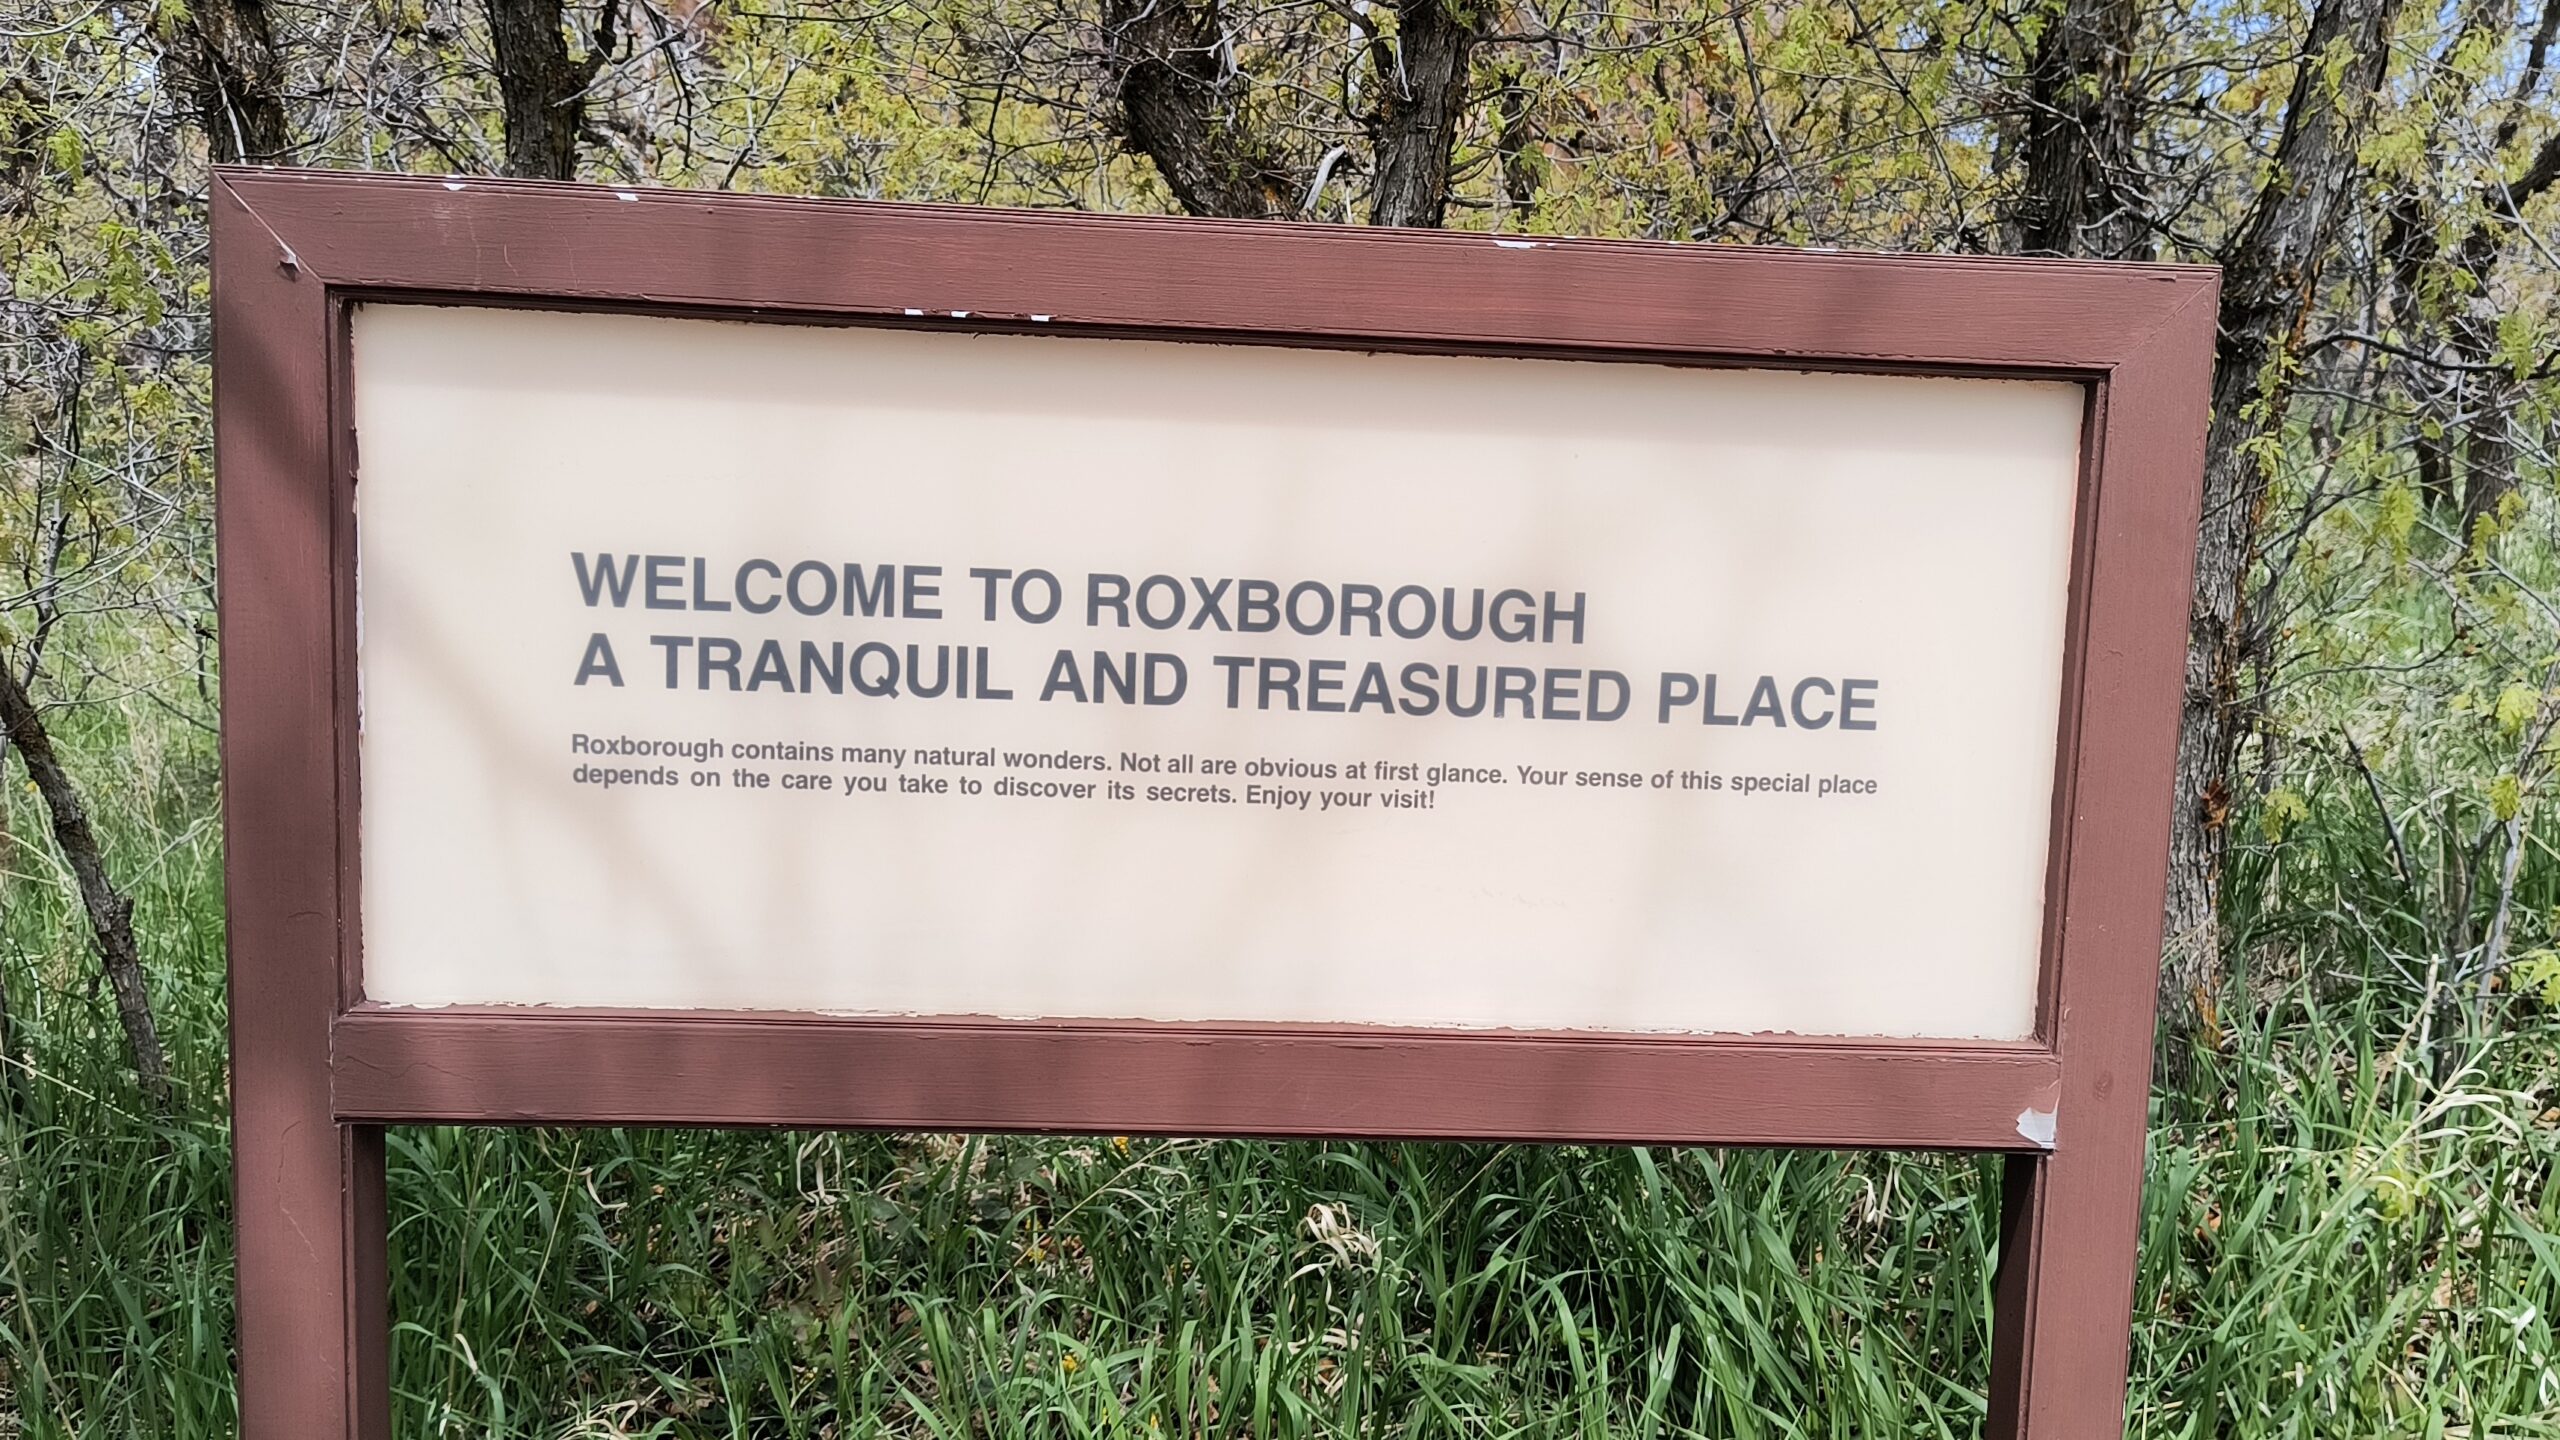 WELCOME TO ROXBOROUGH
A TRANQUIL AND TREASURED PLACE
Roxborough contains many natural wonders. Not all are obvious at first glance. Your sense of this special place
depends on the care you take to discover its secrets. Enjoy your visit!